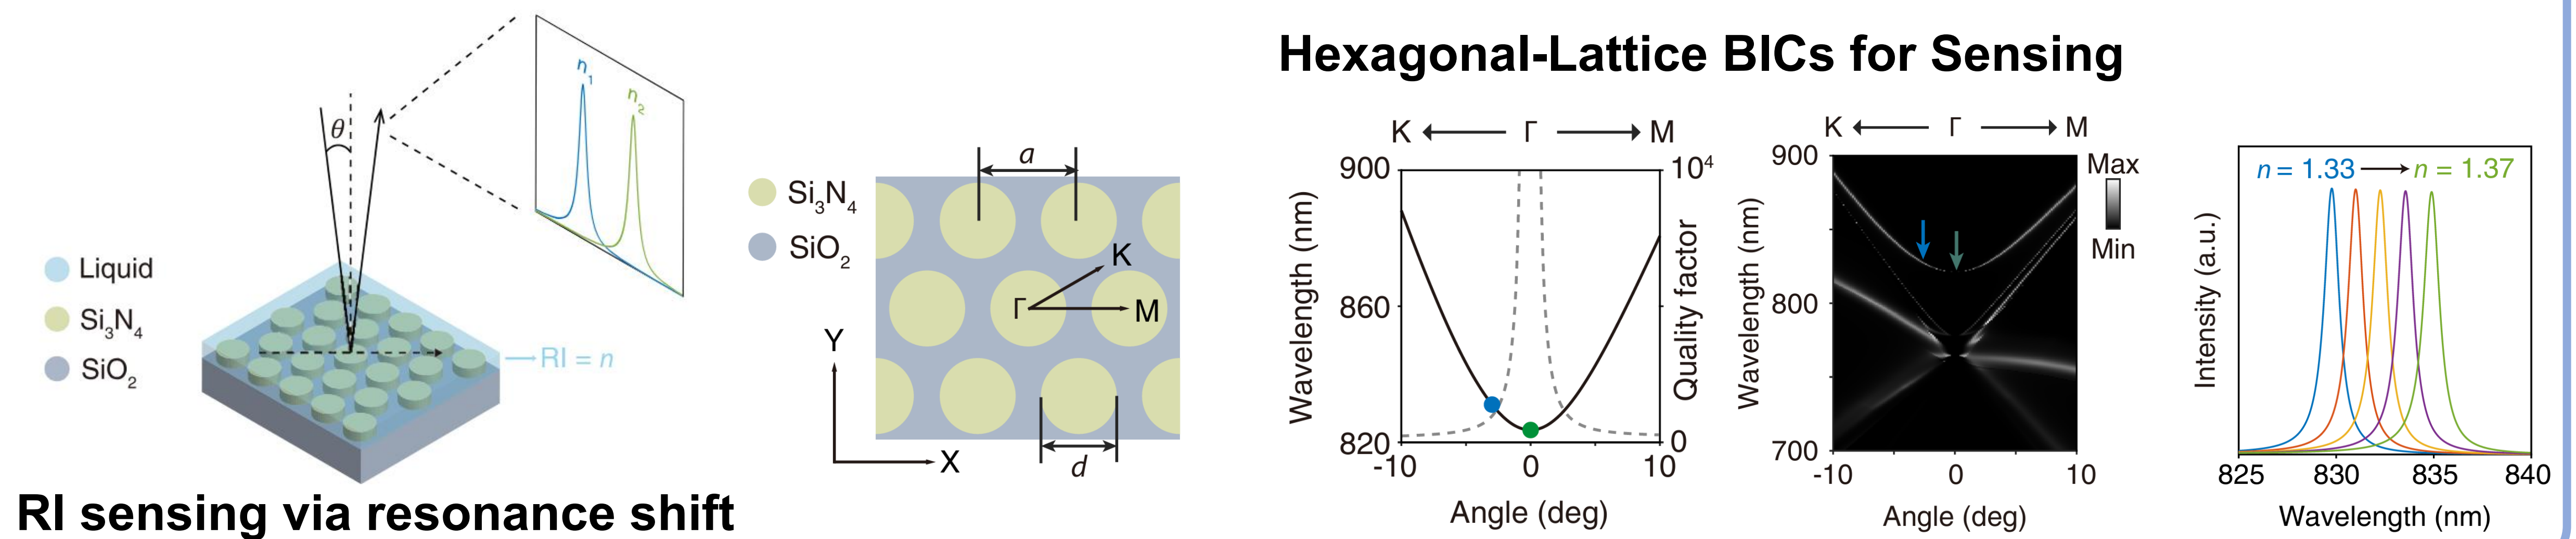 Hexagonal-Lattice BICs for Sensing
θ
n₁
n₂
Liquid
Si₃N₄
SiO₂
RI = n
RI sensing via resonance shift
Si₃N₄
SiO₂
a
K
Γ
M
Y
X
d
K Γ M
900
860
820
Wavelength (nm)
10⁴
0
Quality factor
-10 0 10
Angle (deg)
K Γ M
900
800
700
Wavelength (nm)
Max
Min
-10 0 10
Angle (deg)
n = 1.33 n = 1.37
Intensity (a.u.)
825 830 835 840
Wavelength (nm)